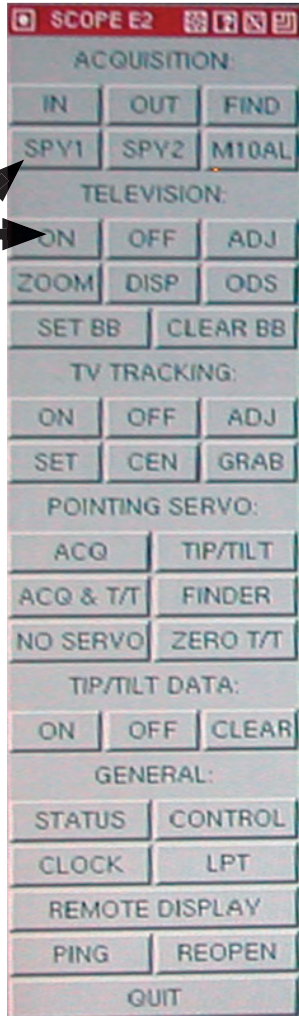 SCOPE E2
ACQUISITION:
IN OUT FIND
SPY1 SPY2 M10AL
TELEVISION:
ON OFF ADJ
ZOOM DISP ODS
SET BB CLEAR BB
TV TRACKING:
ON OFF ADJ
SET CEN GRAB
POINTING SERVO:
ACQ TIP/TILT
ACQ & T/T FINDER
NO SERVO ZERO T/T
TIP/TILT DATA:
ON OFF CLEAR
GENERAL:
STATUS CONTROL
CLOCK LPT
REMOTE DISPLAY
PING REOPEN
QUIT